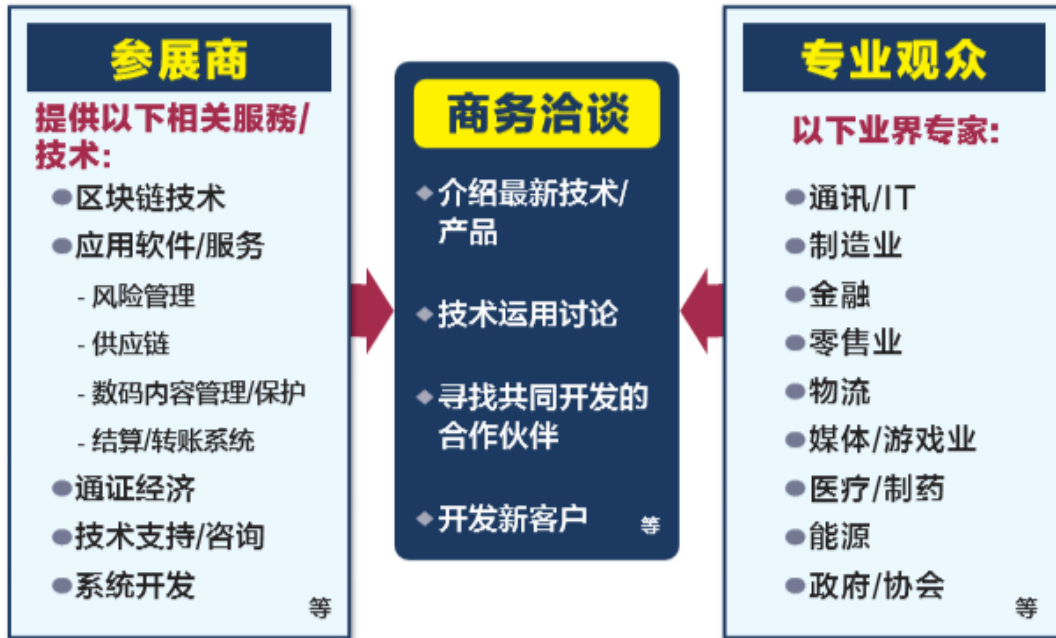 参展商
提供以下相关服務/
技术:
●区块链技术
●应用软件/服务
- 风险管理
- 供应链
- 数码内容管理/保护
- 结算/转账系统
●通证经济
●技术支持/咨询
●系统开发
等
商务洽谈
◆介绍最新技术/
产品
◆技术运用讨论
◆寻找共同开发的
合作伙伴
◆开发新客户
等
专业观众
以下业界专家:
●通讯/IT
●制造业
●金融
●零售业
●物流
●媒体/游戏业
●医疗/制药
●能源
●政府/协会
等